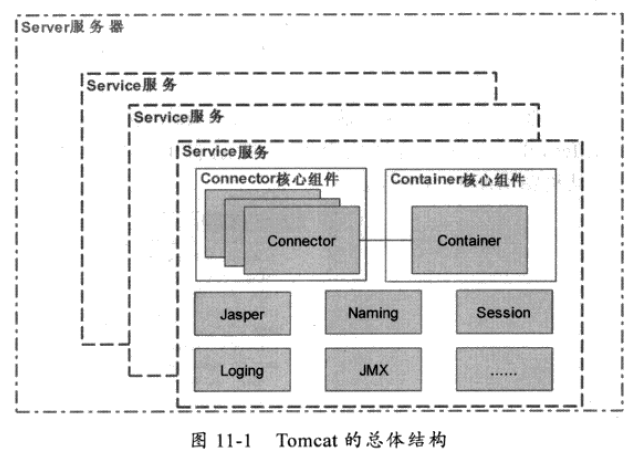 Server服务器
Service服务
Service服务
Service服务
Connector核心组件
Container核心组件
Connector
Container
Jasper
Naming
Session
Loging
JMX
......
图 11-1 Tomcat 的总体结构